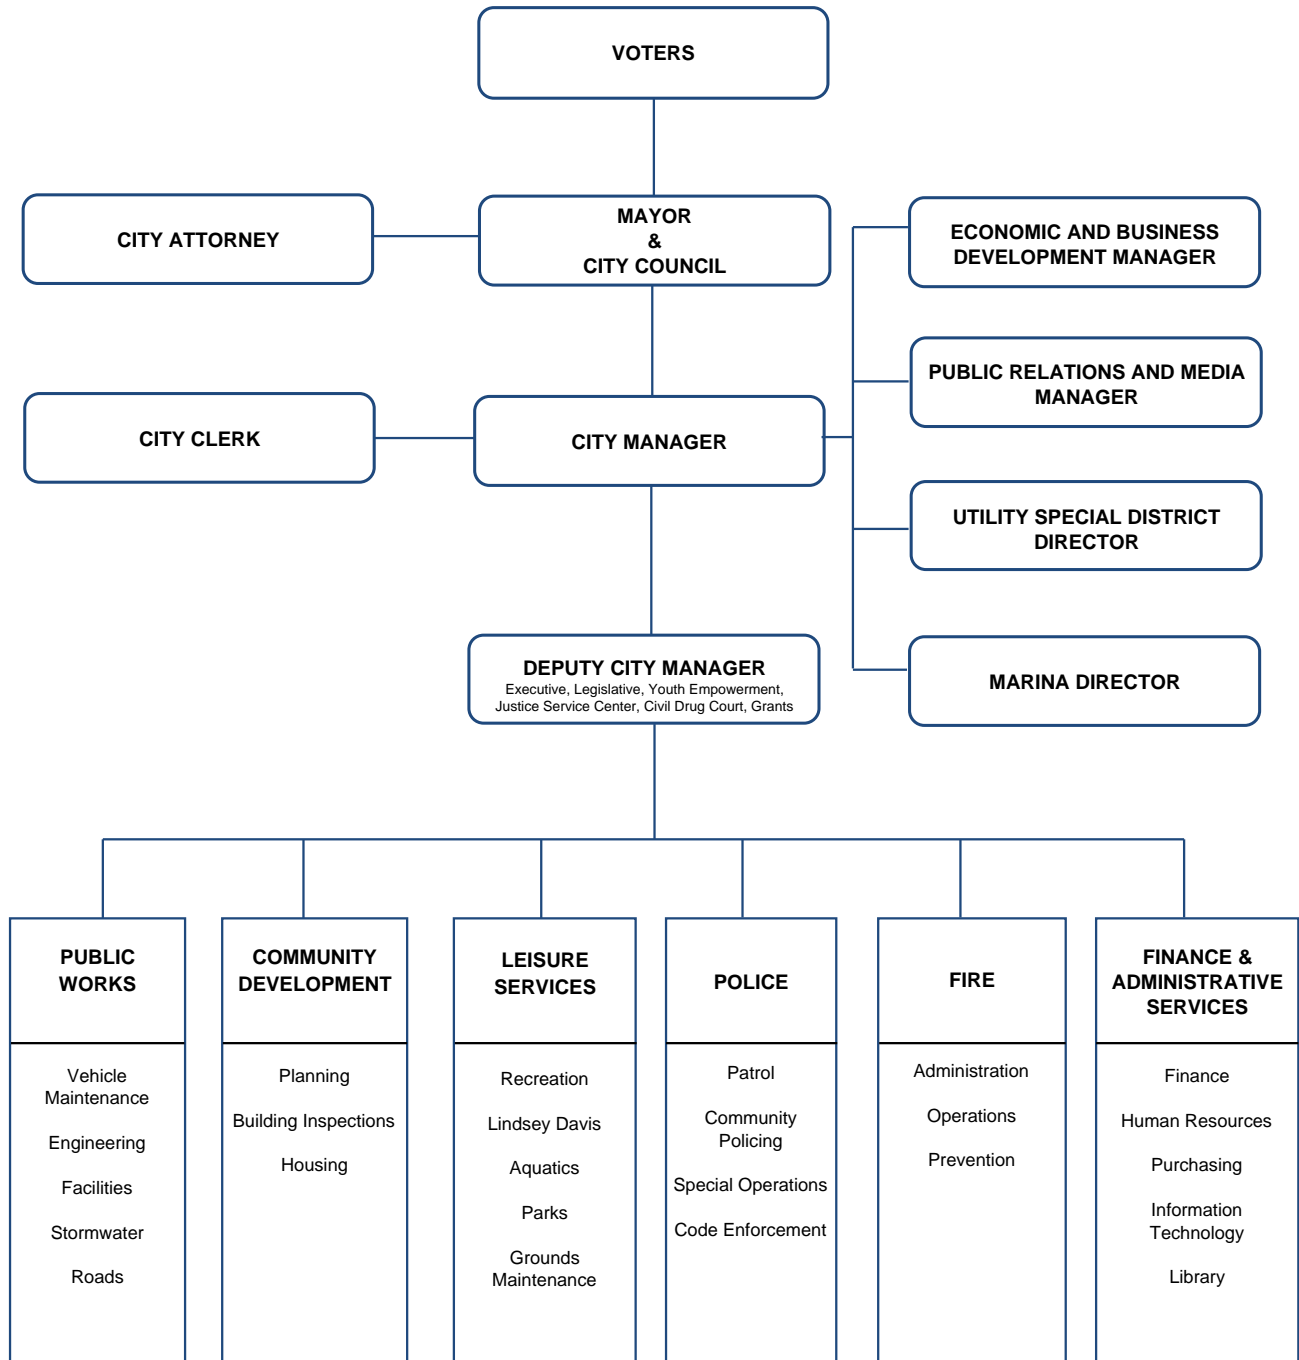 VOTERS
CITY ATTORNEY
MAYOR
&
CITY COUNCIL
ECONOMIC AND BUSINESS
DEVELOPMENT MANAGER
PUBLIC RELATIONS AND MEDIA
MANAGER
CITY CLERK
CITY MANAGER
UTILITY SPECIAL DISTRICT
DIRECTOR
DEPUTY CITY MANAGER
Executive, Legislative, Youth Empowerment,
Justice Service Center, Civil Drug Court, Grants
MARINA DIRECTOR
PUBLIC
WORKS
Vehicle
Maintenance
Engineering
Facilities
Stormwater
Roads
COMMUNITY
DEVELOPMENT
Planning
Building Inspections
Housing
LEISURE
SERVICES
Recreation
Lindsey Davis
Aquatics
Parks
Grounds
Maintenance
POLICE
Patrol
Community
Policing
Special Operations
Code Enforcement
FIRE
Administration
Operations
Prevention
FINANCE &
ADMINISTRATIVE
SERVICES
Finance
Human Resources
Purchasing
Information
Technology
Library